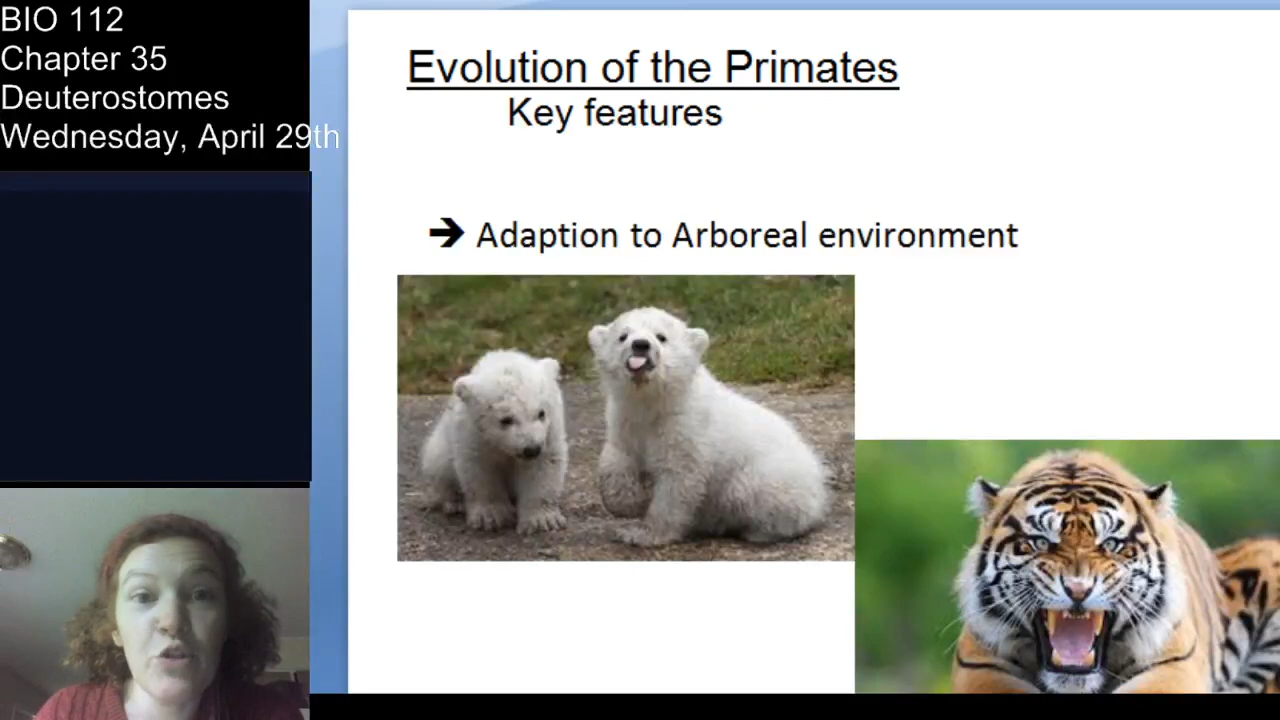 BIO 112
Chapter 35
Deuterostomes
Wednesday, April 29th
Evolution of the Primates
Key features
➔ Adaption to Arboreal environment